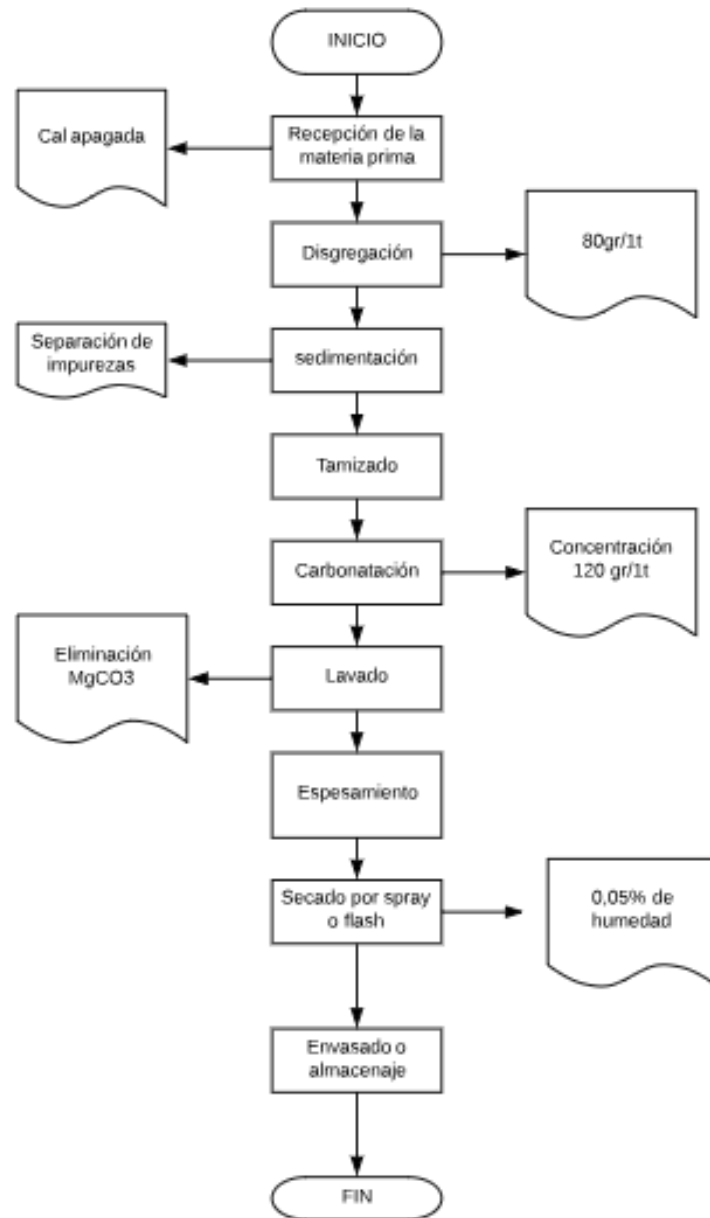 INICIO
Cal apagada
Recepción de la
materia prima
Disgregación
80gr/1t
Separación de
impurezas
sedimentación
Tamizado
Carbonatación
Concentración
120 gr/1t
Eliminación
MgCO3
Lavado
Espesamiento
Secado por spray
o flash
0,05% de
humedad
Envasado o
almacenaje
FIN